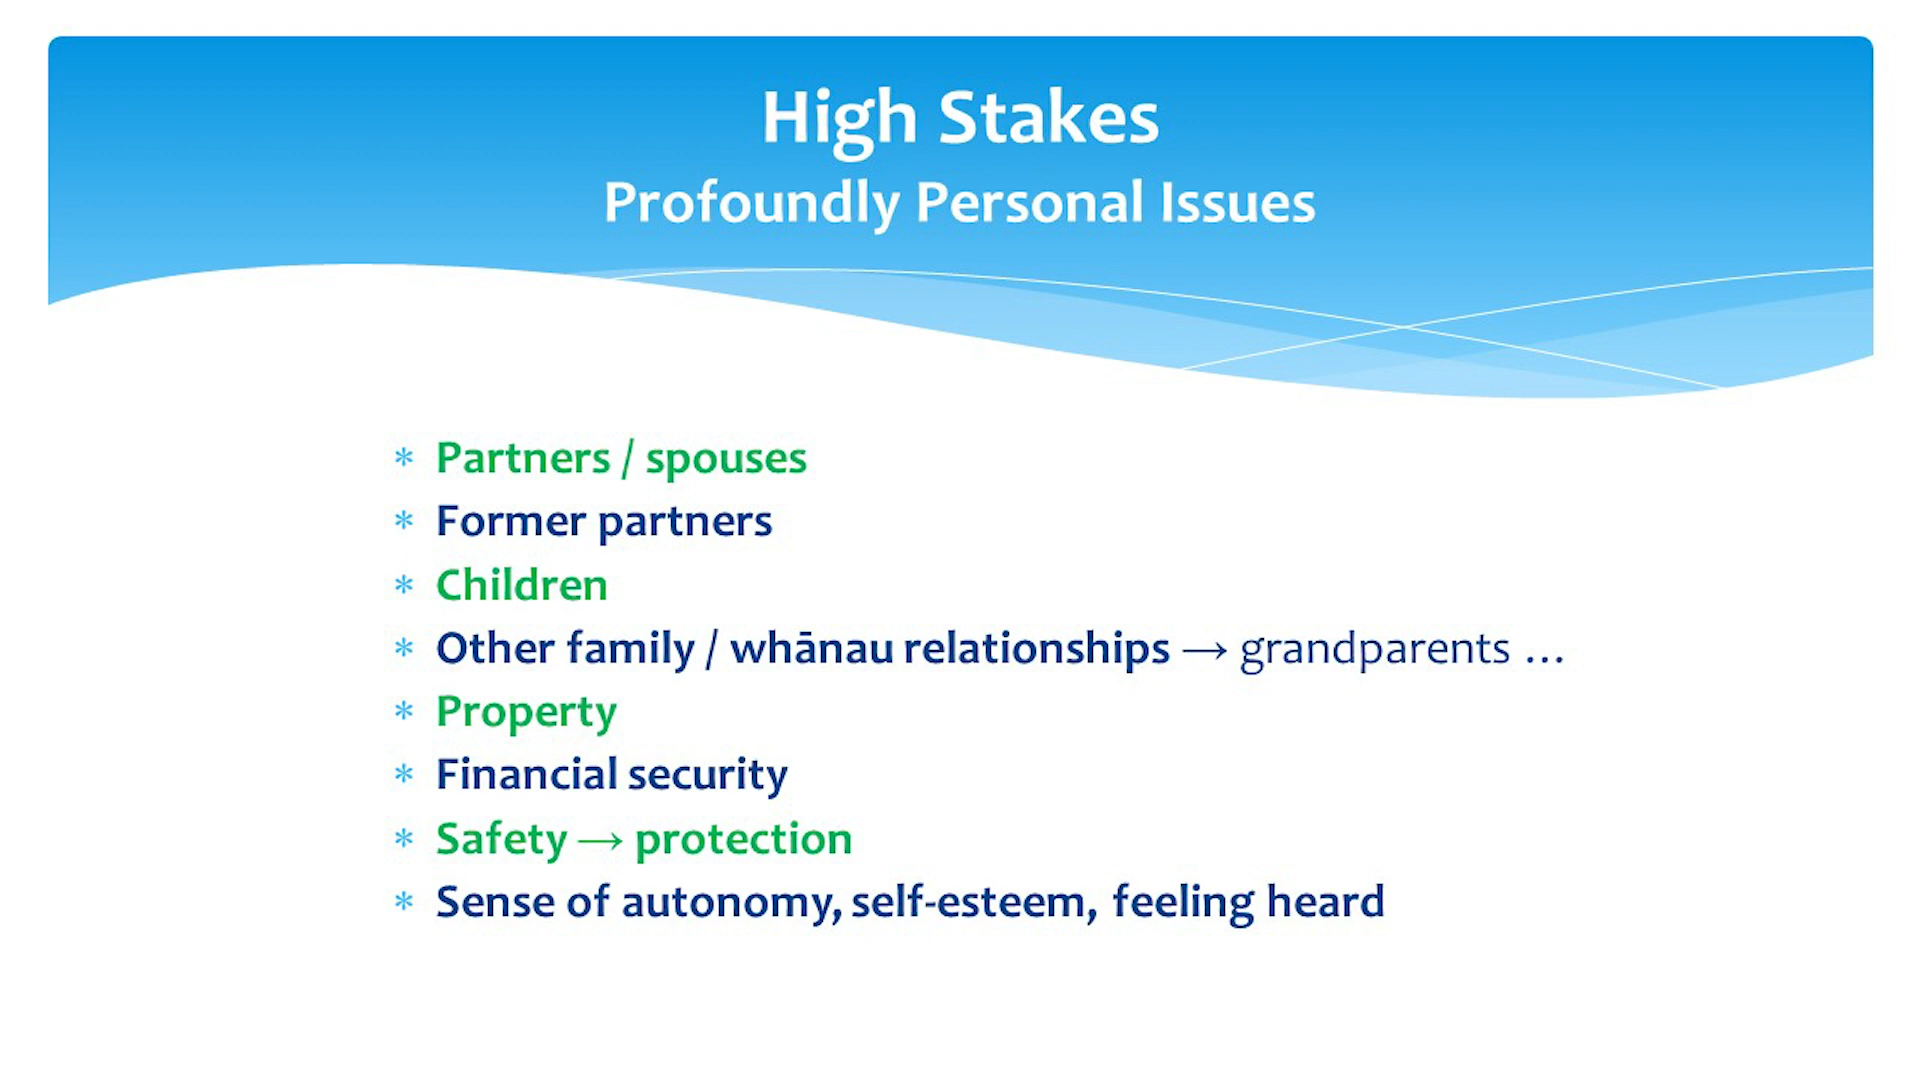 High Stakes
Profoundly Personal Issues
* Partners / spouses
* Former partners
* Children
* Other family / whānau relationships → grandparents …
* Property
* Financial security
* Safety → protection
* Sense of autonomy, self-esteem, feeling heard